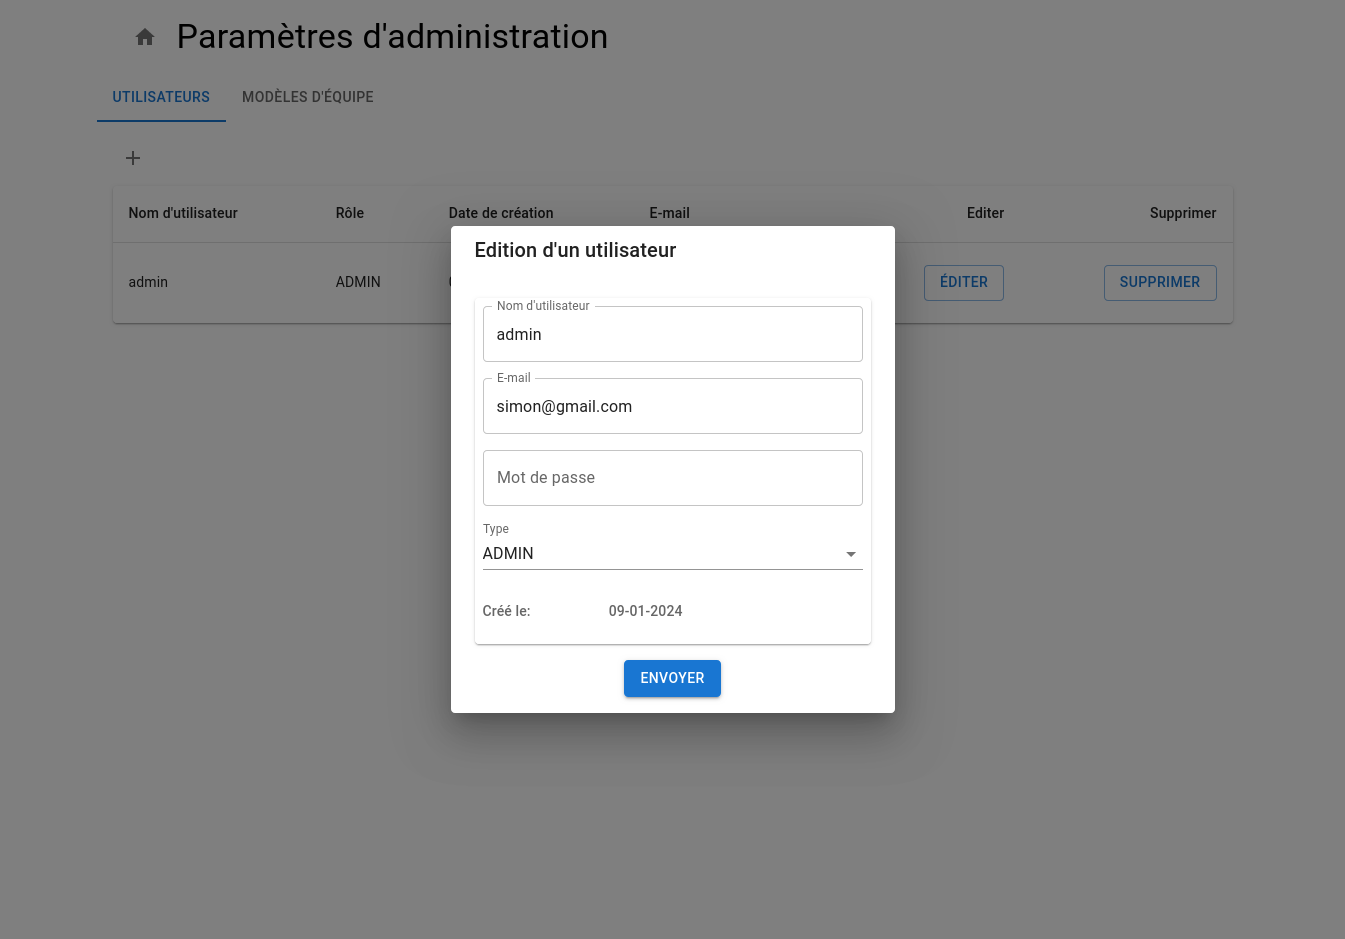 Paramètres d'administration
UTILISATEURS MODÈLES D'ÉQUIPE
Nom d'utilisateur Rôle Date de création E-mail Editer Supprimer
admin ADMIN ÉDITER SUPPRIMER
Edition d'un utilisateur
Nom d'utilisateur
admin
E-mail
simon@gmail.com
Mot de passe
Type
ADMIN
Créé le: 09-01-2024
ENVOYER